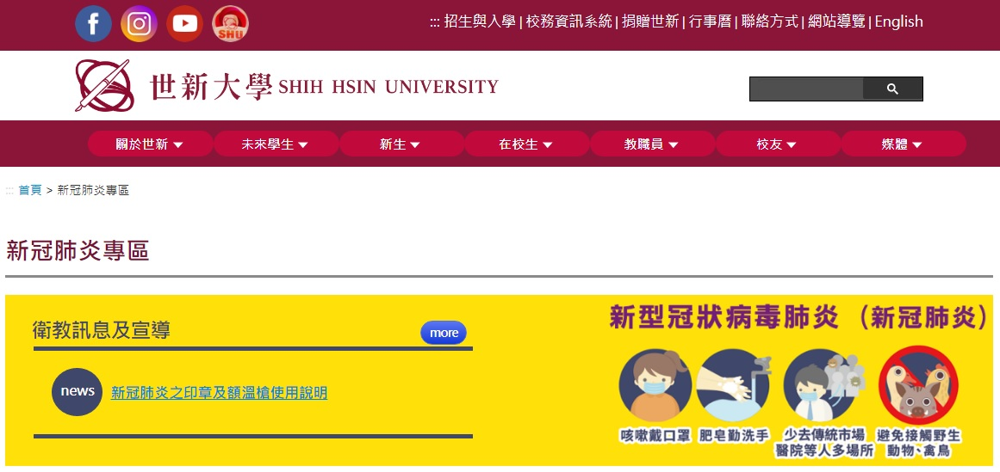 SHU
::: 招生與入學 | 校務資訊系統 | 捐贈世新 | 行事曆 | 聯絡方式 | 網站導覽 | English
世新大學 SHIH HSIN UNIVERSITY
關於世新 未來學生 新生 在校生 教職員 校友 媒體
::: 首頁 > 新冠肺炎專區
新冠肺炎專區
衛教訊息及宣導
more
news 新冠肺炎之印章及額溫槍使用說明
新型冠狀病毒肺炎（新冠肺炎）
咳嗽戴口罩
肥皂勤洗手
少去傳統市場
醫院等人多場所
避免接觸野生
動物、禽鳥